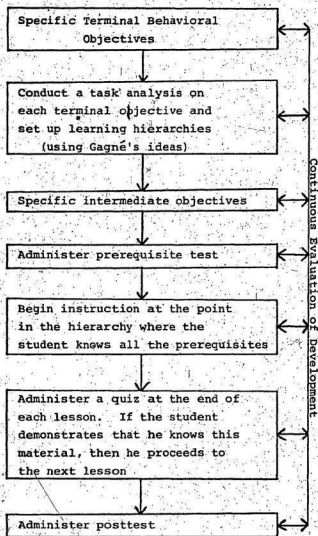 Specific Terminal Behavioral
Objectives
Conduct a task analysis on
each terminal objective and
set up learning hierarchies
(using Gagné's ideas)
Specific intermediate objectives
Administer prerequisite test
Begin instruction at the point
in the hierarchy where the
student knows all the prerequisites
Administer a quiz at the end of
each lesson. If the student
demonstrates that he knows this
material, then he proceeds to
the next lesson
Administer posttest
Continuous Evaluation of Development